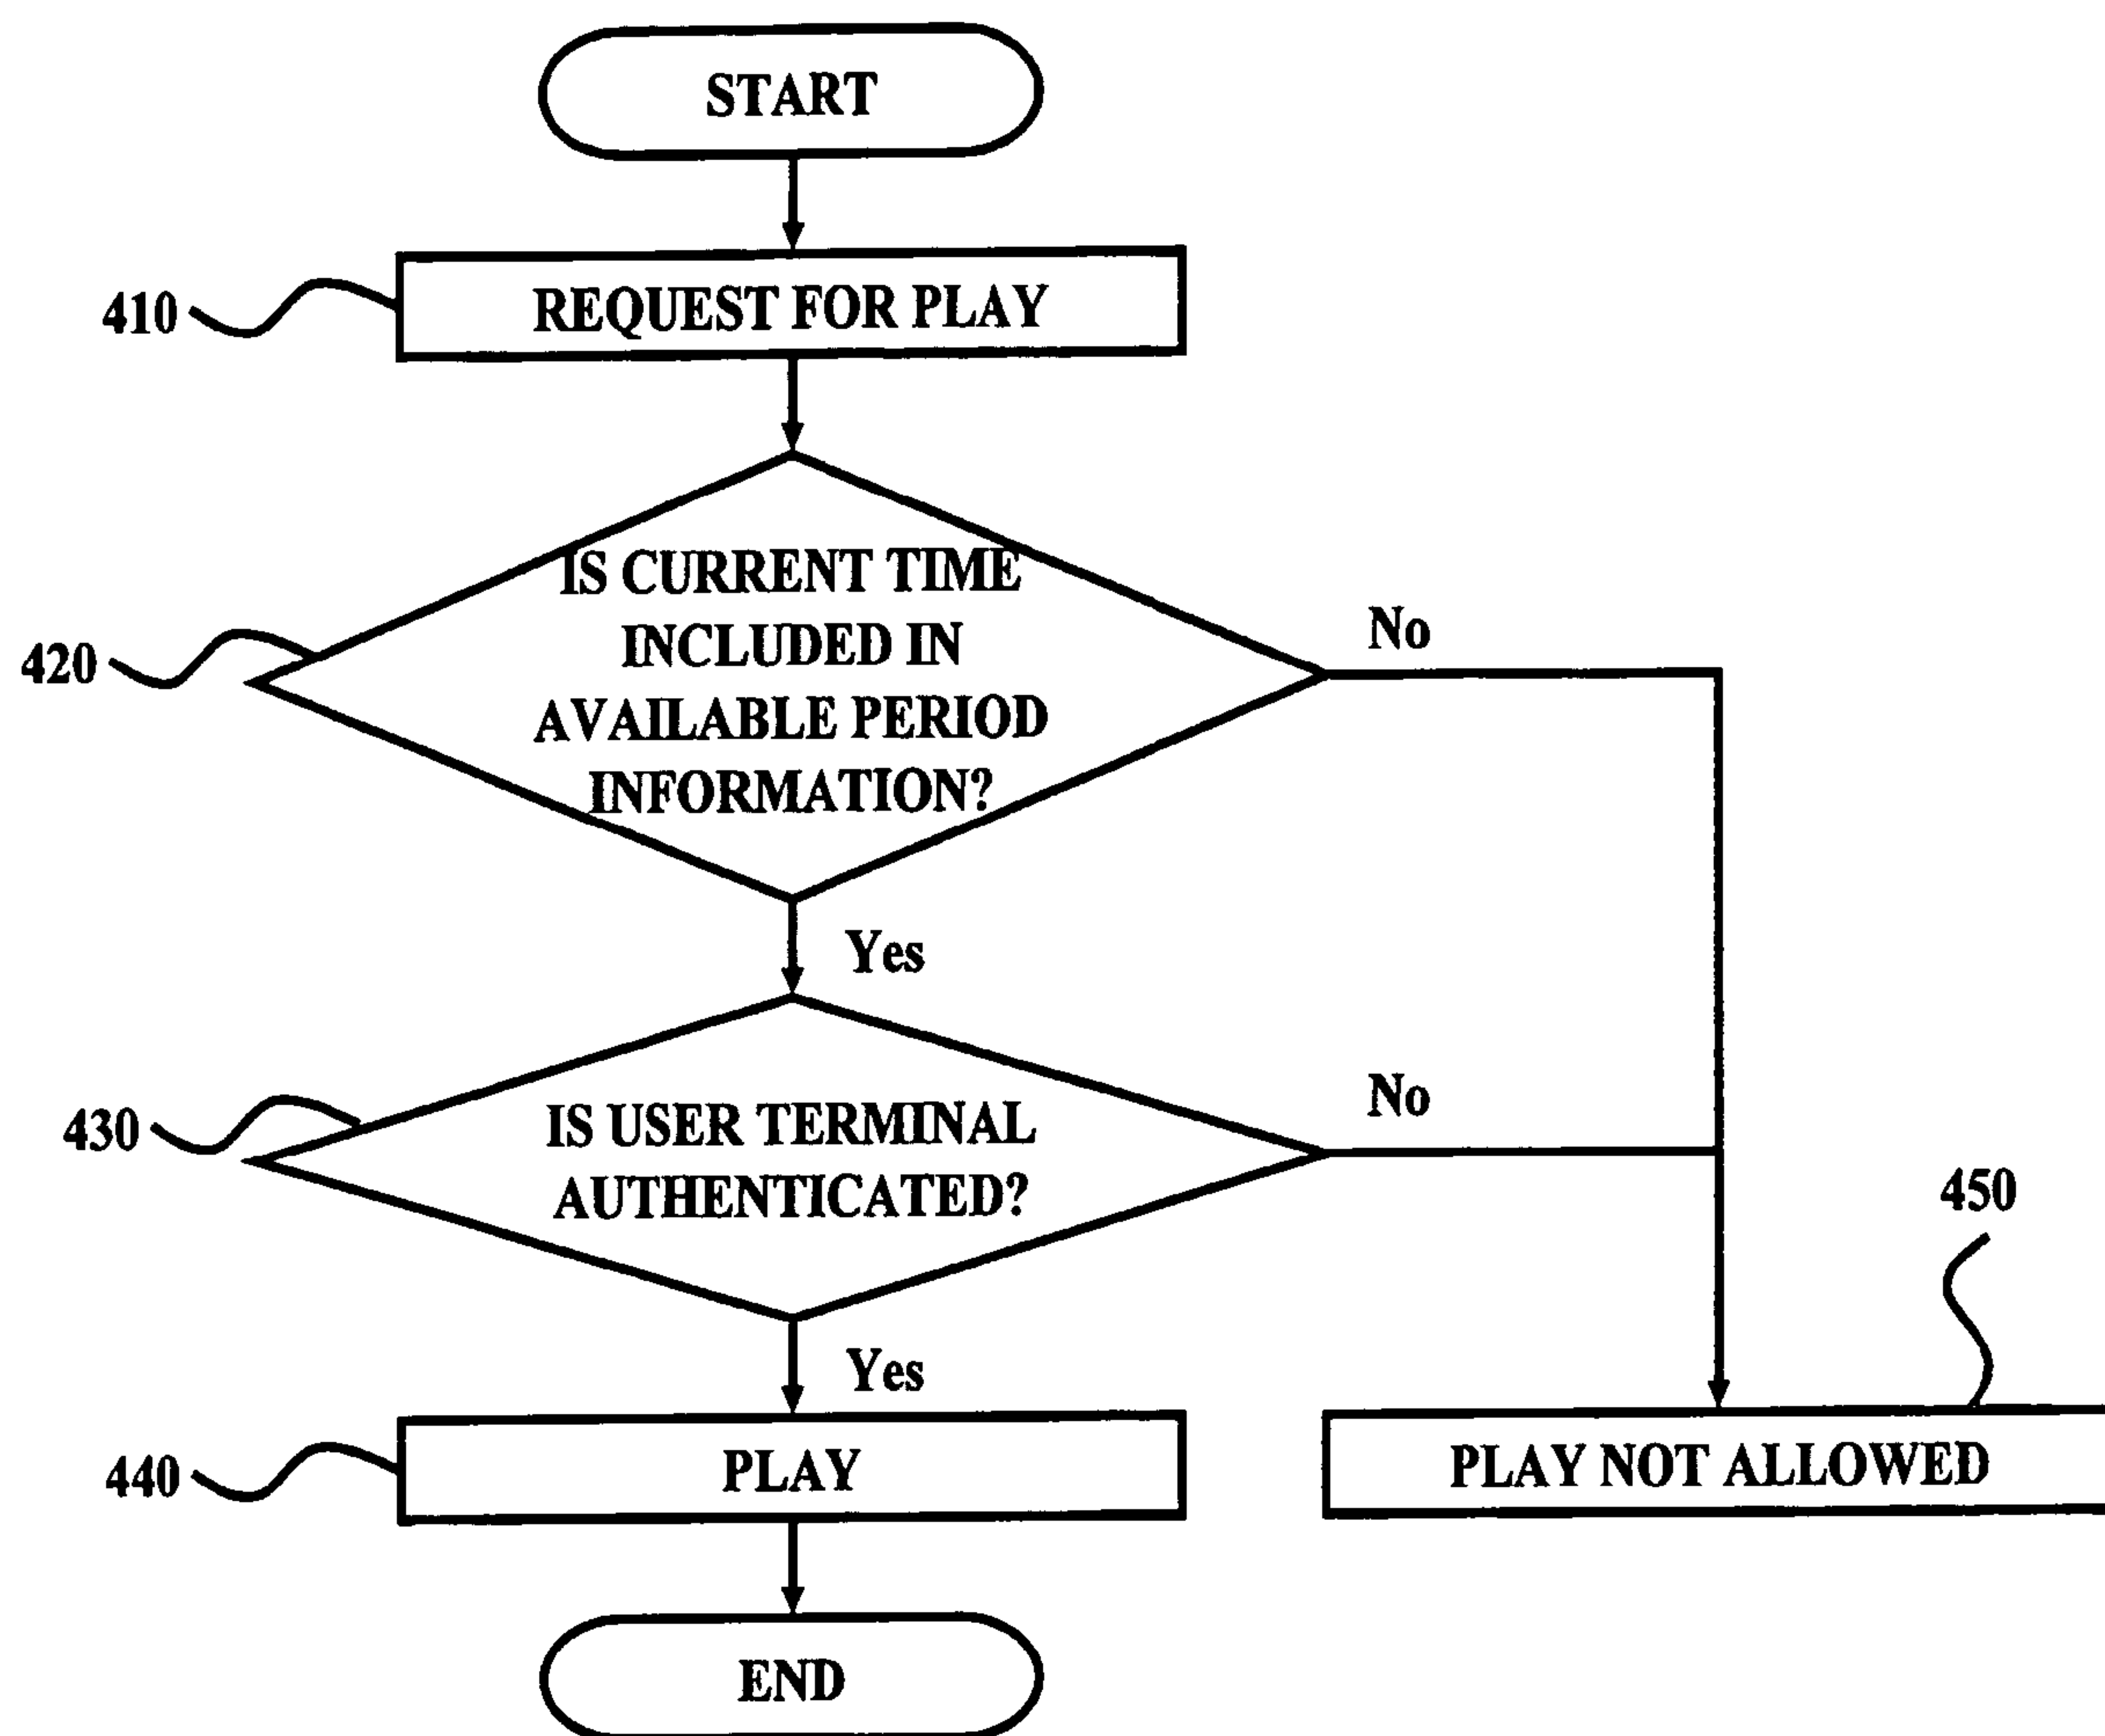 START
410
REQUEST FOR PLAY
420
IS CURRENT TIME
INCLUDED IN
AVAILABLE PERIOD
INFORMATION?
No
Yes
430
IS USER TERMINAL
AUTHENTICATED?
No
450
Yes
440
PLAY
PLAY NOT ALLOWED
END